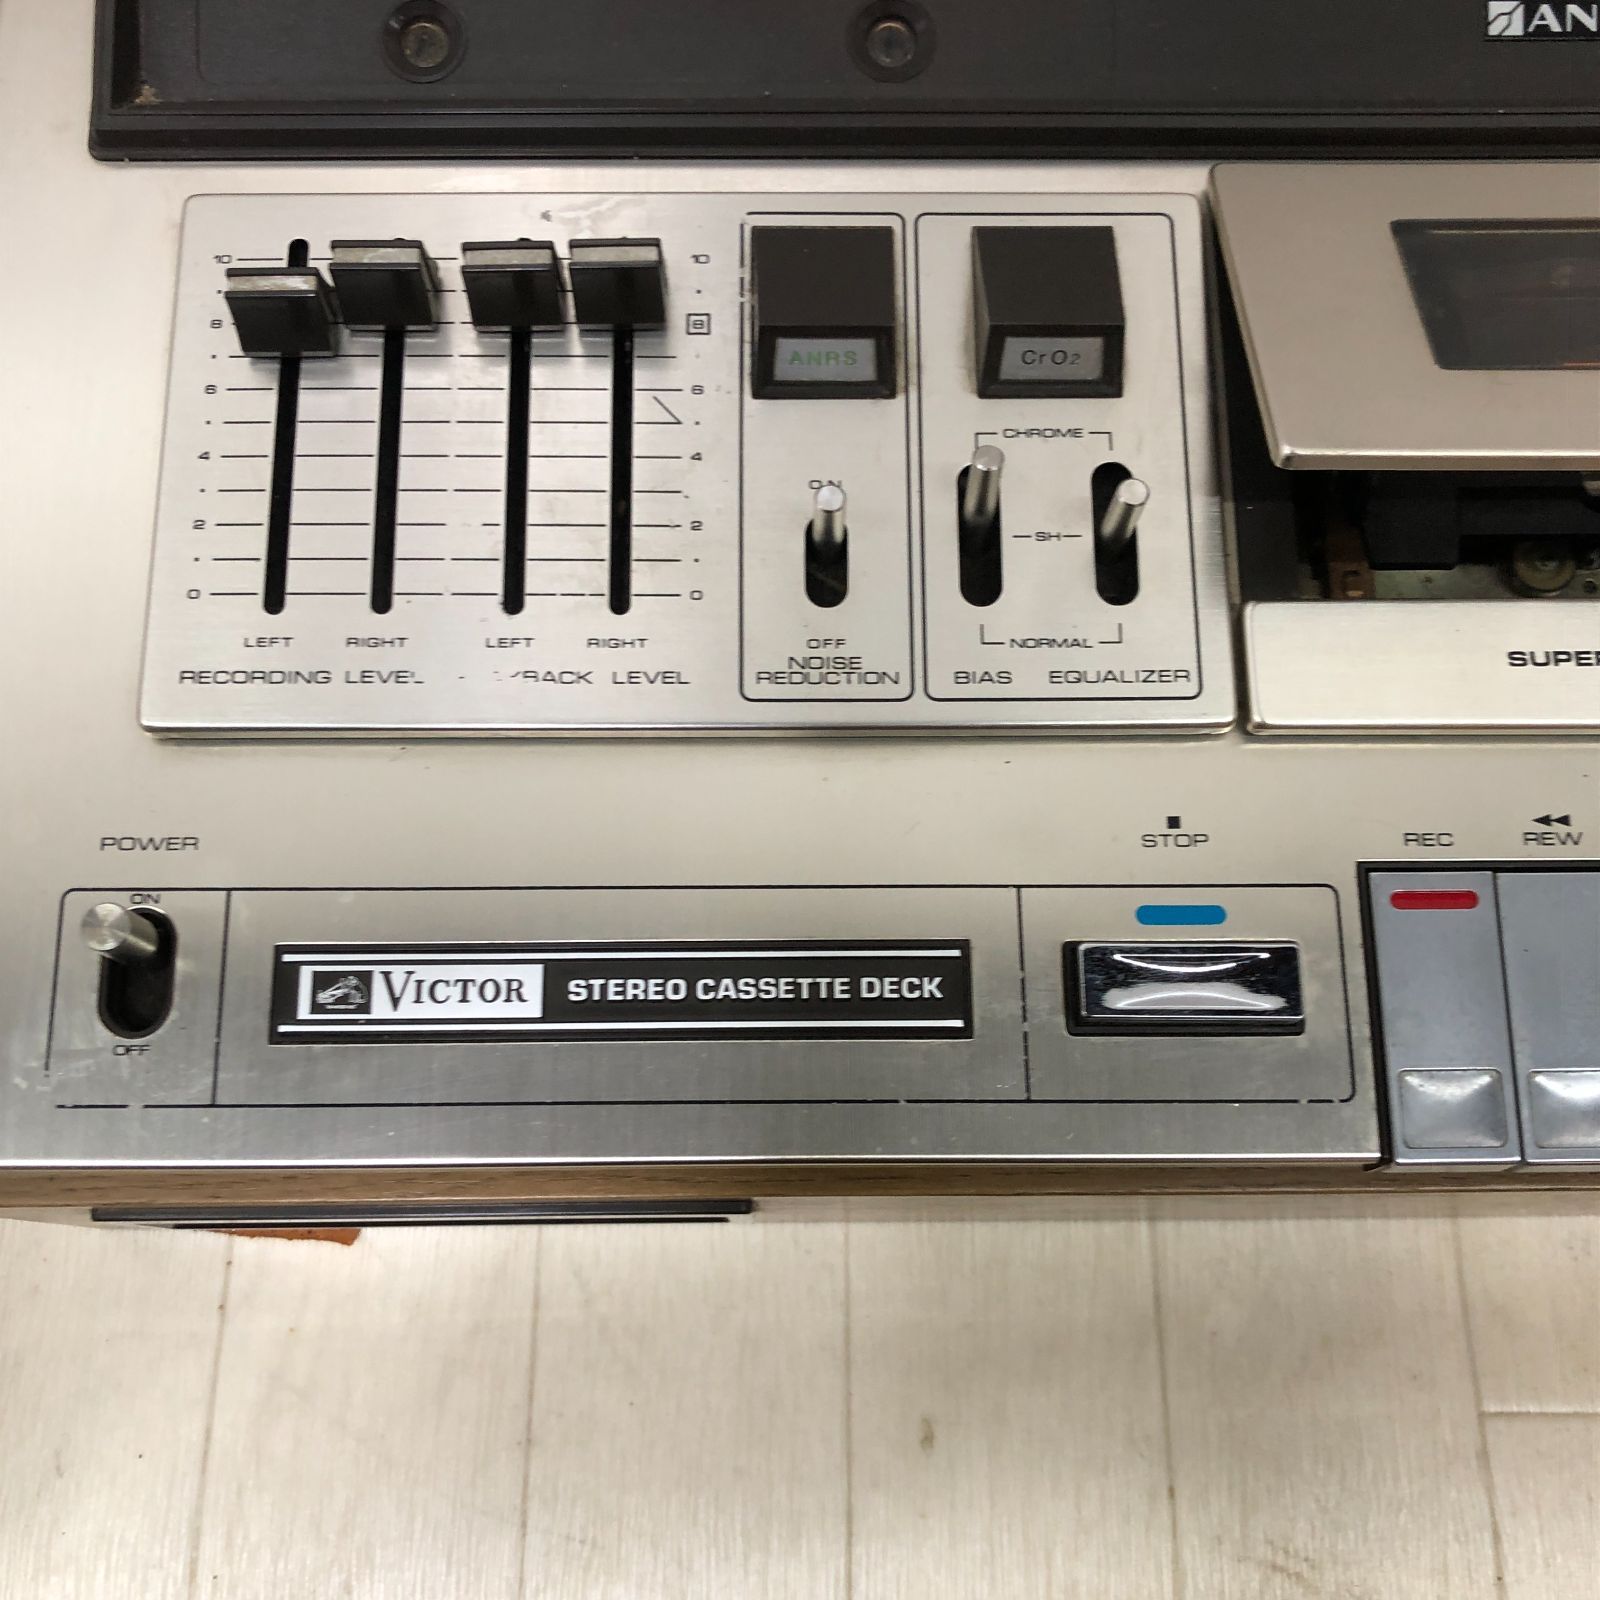 AN
10
10
8
8
6
6
4
4
2
2
0
0
LEFT RIGHT LEFT RIGHT
RECORDING LEVEL LEVEL
ANRS
ON
OFF
NOISE
REDUCTION
CrO2
CHROME
SH
NORMAL
BIAS EQUALIZER
SUPER
POWER
ON
OFF
VICTOR STEREO CASSETTE DECK
STOP
REC
REW